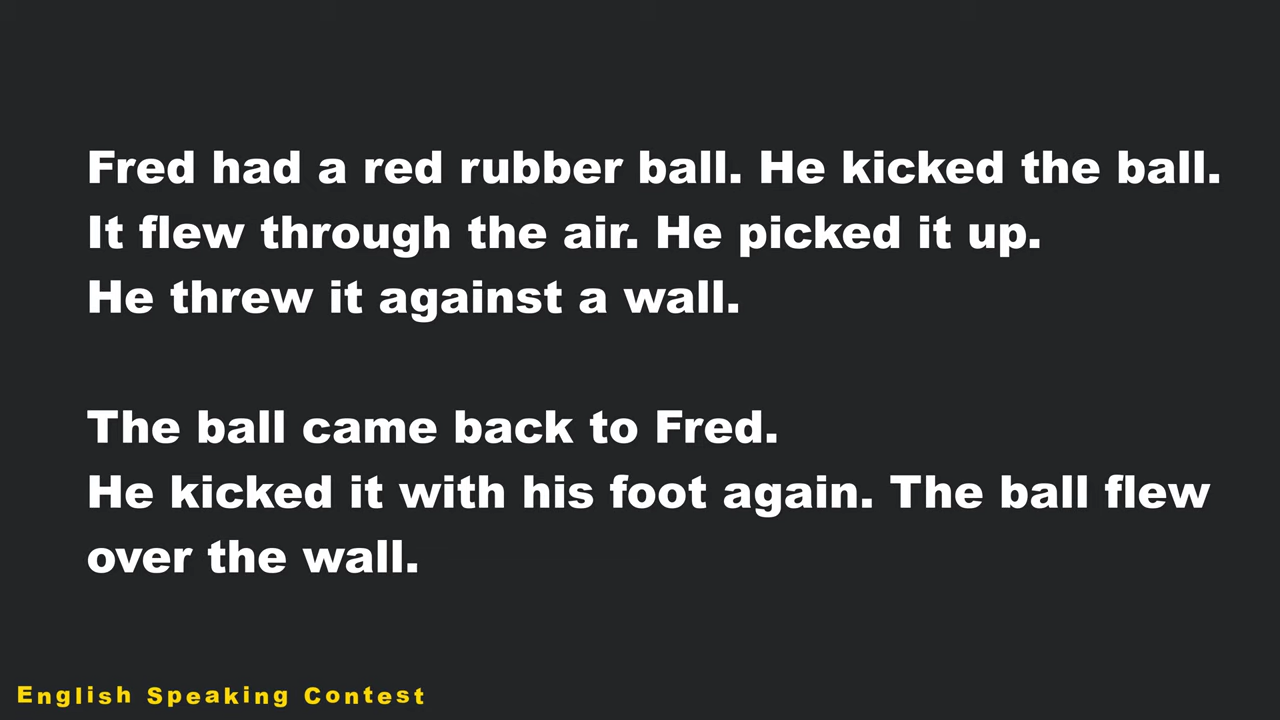 Fred had a red rubber ball. He kicked the ball.
It flew through the air. He picked it up.
He threw it against a wall.
The ball came back to Fred.
He kicked it with his foot again. The ball flew
over the wall.
English Speaking Contest